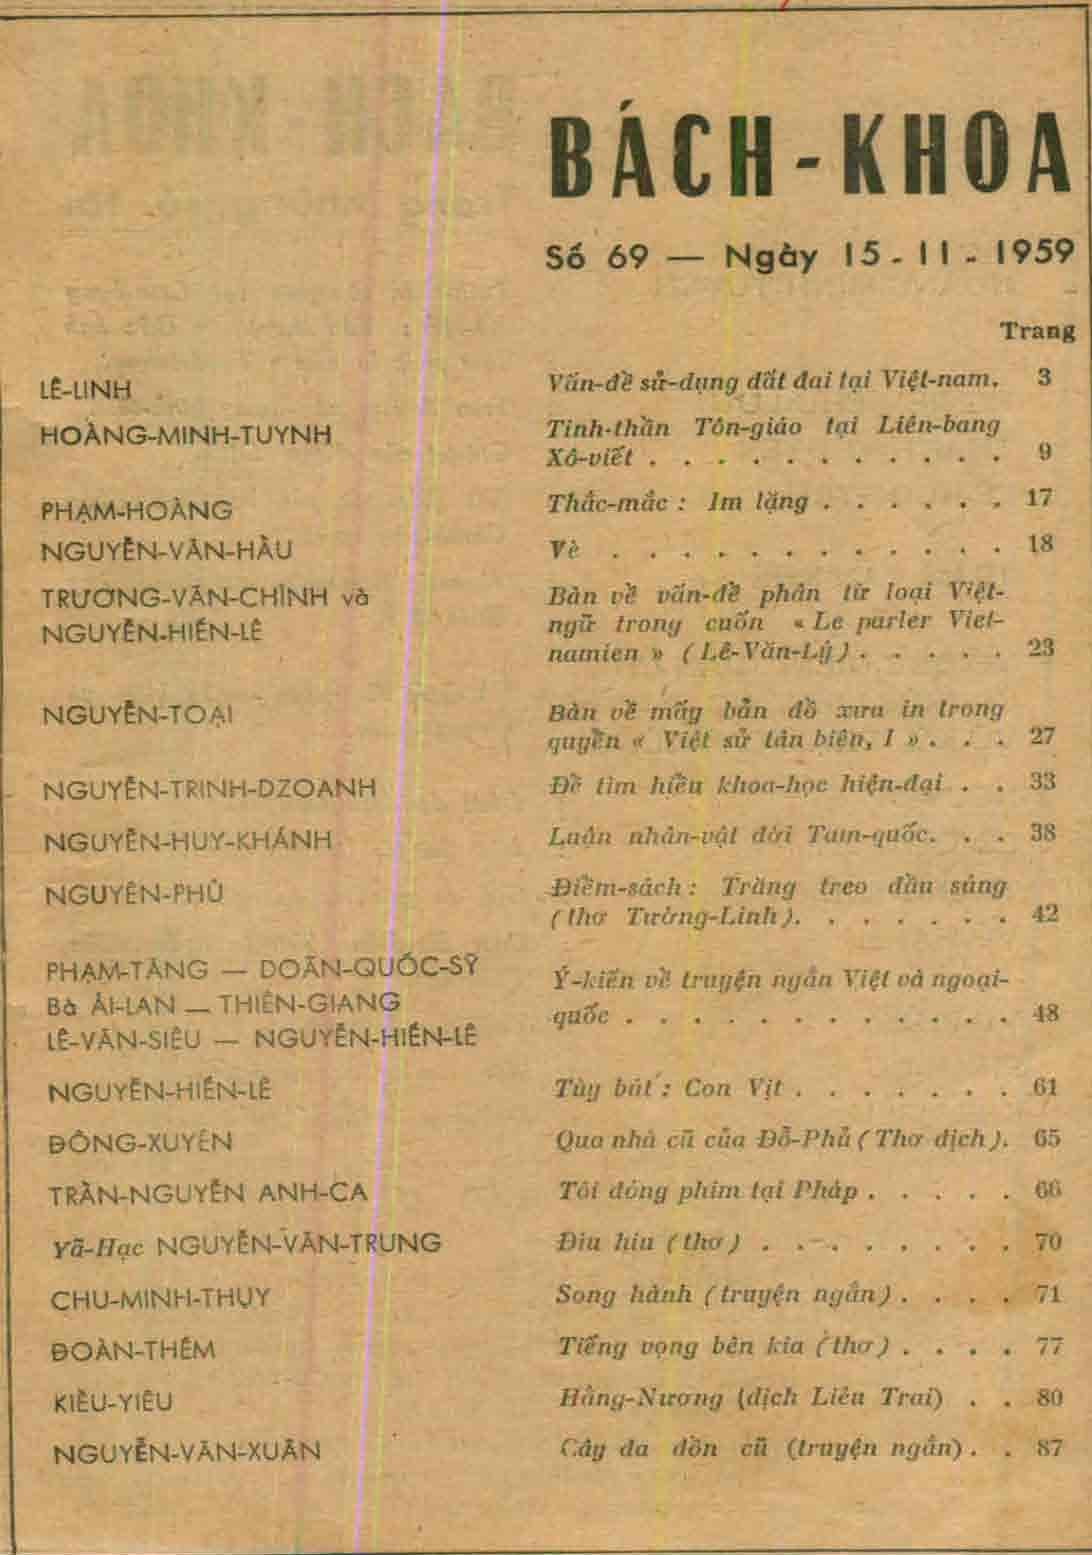 BÁCH - KHOA
Số 69 — Ngày 15 - 11 - 1959
Trang
LÊ-LINH Vấn-đề sử-dụng đất đai tại Việt-nam. 3
HOÀNG-MINH-TUYNH Tinh-thần Tôn-giáo tại Liên-bang
Xô-viết . . . . . . . . . . . . 9
PHẠM-HOÀNG Thắc-mắc : Im lặng . . . . . . 17
NGUYỄN-VĂN-HẦU Vè . . . . . . . . . . . . . 18
TRƯƠNG-VĂN-CHÌNH và Bàn về vấn-đề phân từ loại Việt-
NGUYỄN-HIẾN-LÊ ngữ trong cuốn « Le parler Viet-
namien » (Lê-Văn-Lý) . . . . . 23
NGUYỄN-TOẠI Bàn về mấy bản đồ xưa in trong
quyển « Việt sử tân biên, I » . . . 27
NGUYỄN-TRINH-DZOANH Để tìm hiểu khoa-học hiện-đại . . 33
NGUYỄN-HUY-KHÁNH Luận nhân-vật đời Tam-quốc. . . 38
NGUYỄN-PHỦ Điểm-sách : Trăng treo đầu súng
(thơ Tường-Linh). . . . . . . 42
PHẠM-TĂNG — DOÃN-QUỐC-SỸ Ý-kiến về truyện ngắn Việt và ngoại-
Bà ÁI-LAN — THIÊN-GIANG quốc . . . . . . . . . . . . . 48
LÊ-VĂN-SIÊU — NGUYỄN-HIẾN-LÊ
NGUYỄN-HIẾN-LÊ Tùy bút : Con Vịt . . . . . . . 61
ĐÔNG-XUYÊN Qua nhà cũ của Đỗ-Phủ (Thơ dịch). 65
TRẦN-NGUYÊN ANH-CA Tôi đóng phim tại Pháp . . . . . 66
Yã-Hạc NGUYỄN-VĂN-TRUNG Đìu hiu (thơ) . . . . . . . . 70
CHU-MINH-THỤY Song hành (truyện ngắn) . . . . 71
ĐOÀN-THÊM Tiếng vọng bên kia (thơ) . . . . 77
KIỀU-YIÊU Hằng-Nương (dịch Liêu Trai) . . 80
NGUYỄN-VĂN-XUÂN Cây đa đồn cũ (truyện ngắn) . . 87